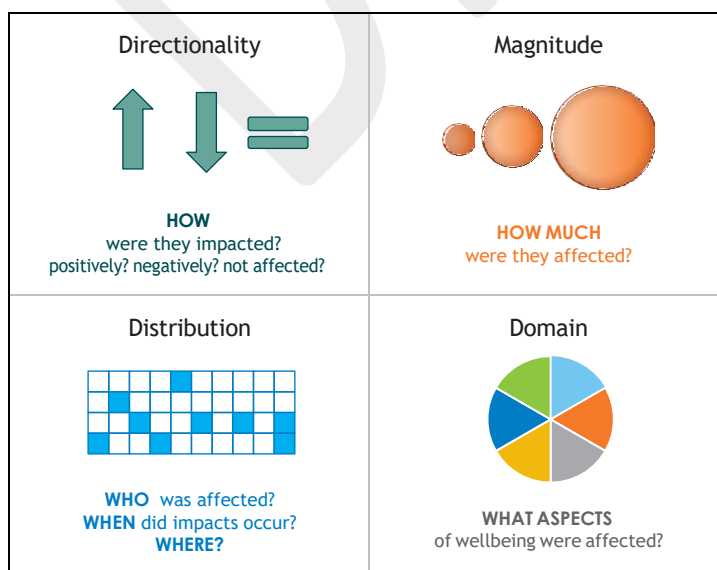 Directionality
HOW
were they impacted?
positively? negatively? not affected?
Magnitude
HOW MUCH
were they affected?
Distribution
WHO was affected?
WHEN did impacts occur?
WHERE?
Domain
WHAT ASPECTS
of wellbeing were affected?